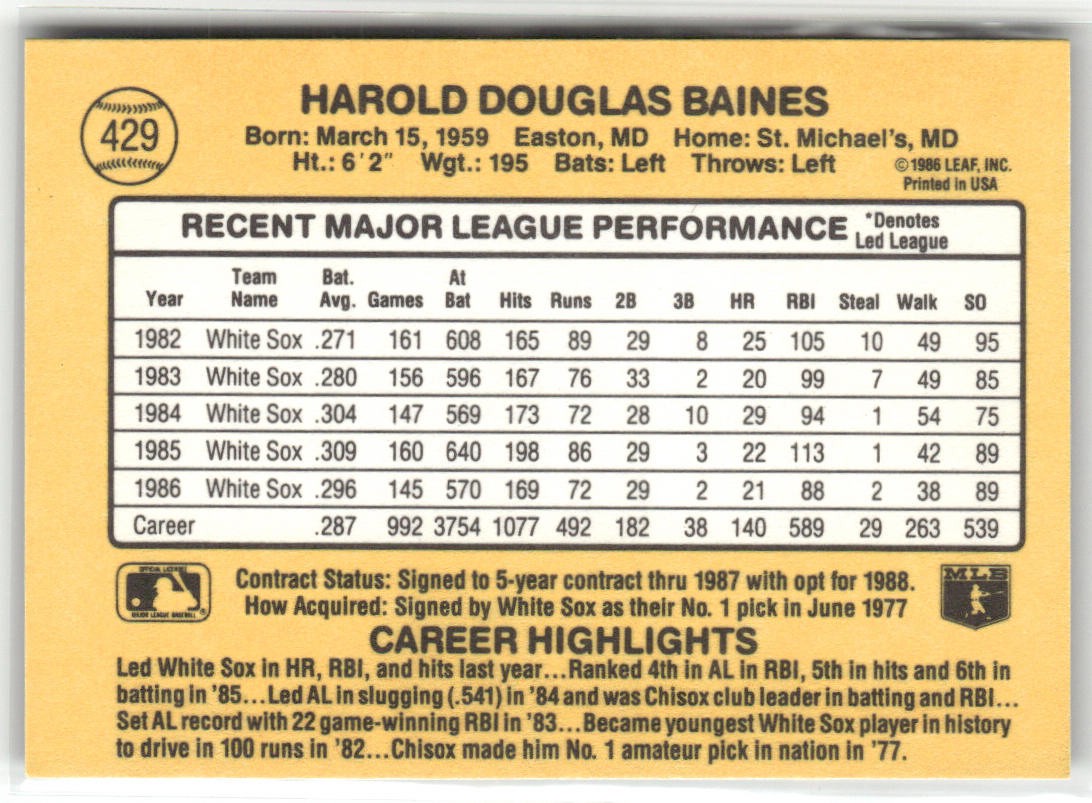 429
HAROLD DOUGLAS BAINES
Born: March 15, 1959 Easton, MD Home: St. Michael's, MD
Ht.: 6'2" Wgt.: 195 Bats: Left Throws: Left
©1986 LEAF, INC.
Printed in USA
RECENT MAJOR LEAGUE PERFORMANCE *Denotes Led League
Year Team Name Bat. Avg. Games At Bat Hits Runs 2B 3B HR RBI Steal Walk SO
1982 White Sox .271 161 608 165 89 29 8 25 105 10 49 95
1983 White Sox .280 156 596 167 76 33 2 20 99 7 49 85
1984 White Sox .304 147 569 173 72 28 10 29 94 1 54 75
1985 White Sox .309 160 640 198 86 29 3 22 113 1 42 89
1986 White Sox .296 145 570 169 72 29 2 21 88 2 38 89
Career .287 992 3754 1077 492 182 38 140 589 29 263 539
OFFICIAL LICENSEE
MAJOR LEAGUE BASEBALL ®
Contract Status: Signed to 5-year contract thru 1987 with opt for 1988.
How Acquired: Signed by White Sox as their No. 1 pick in June 1977
MLB
CAREER HIGHLIGHTS
Led White Sox in HR, RBI, and hits last year...Ranked 4th in AL in RBI, 5th in hits and 6th in
batting in '85...Led AL in slugging (.541) in '84 and was Chisox club leader in batting and RBI...
Set AL record with 22 game-winning RBI in '83...Became youngest White Sox player in history
to drive in 100 runs in '82...Chisox made him No. 1 amateur pick in nation in '77.